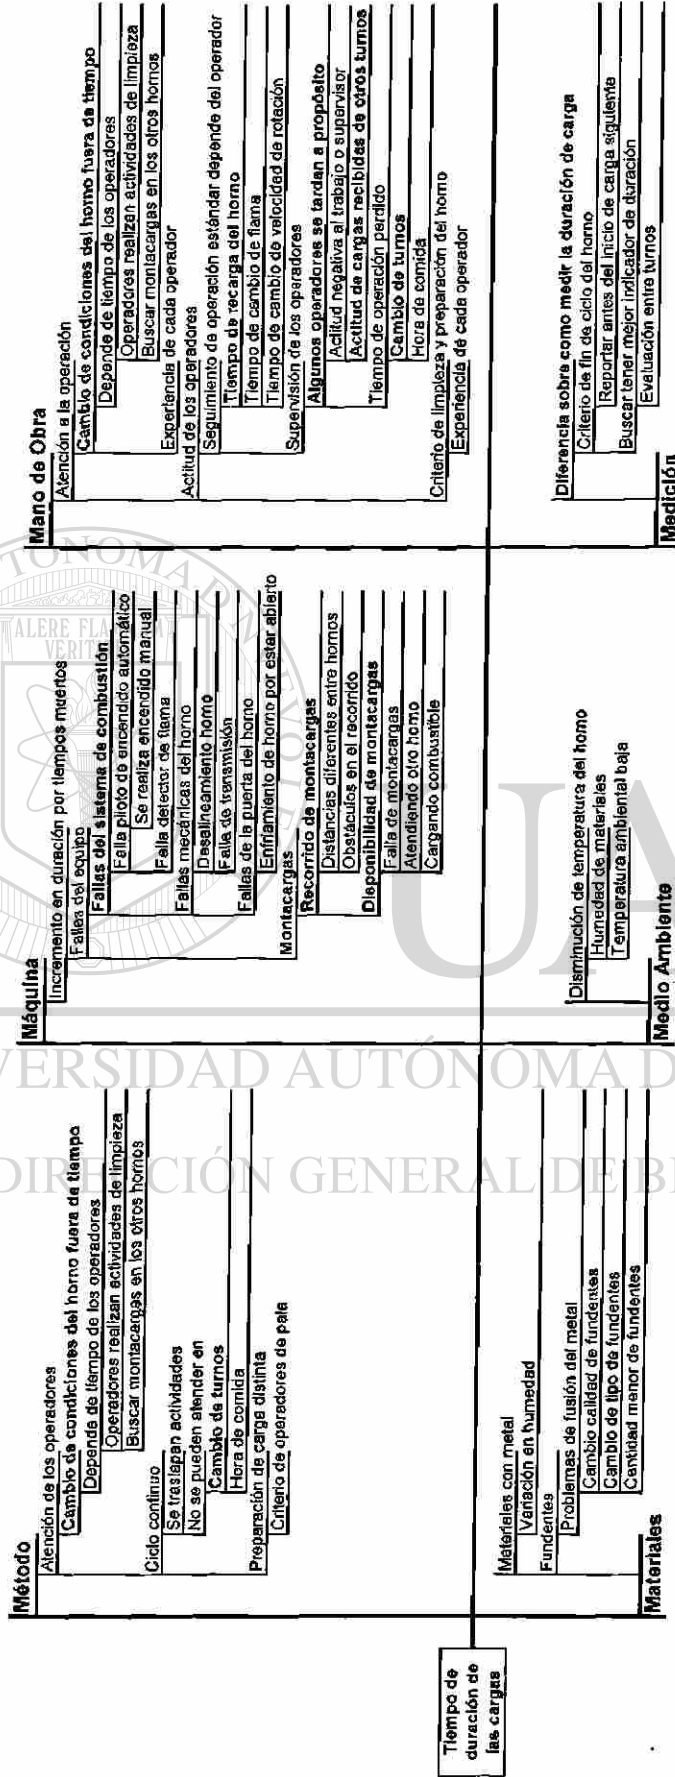 Método
Atención de los operadores
Cambio de condiciones del horno fuera de tiempo
Depende de tiempo de los operadores
Operadores realizan actividades de limpieza
Buscar montacargas en los otros hornos
Ciclo continuo
Se traslapan actividades
No se pueden atender en
Cambio de turnos
Hora de comida
Preparación de carga distinta
Criterio de operadores de pala
Máquina
Incremento en duración por tiempos muertos
Fallas del equipo
Fallas del sistema de combustión
Falla piloto de encendido automático
Se realiza encendido manual
Falla detector de flama
Fallas mecánicas del horno
Desalineamiento horno
Falla de transmisión
Fallas de la puerta del horno
Enfriamiento de horno por estar abierto
Montacargas
Recorrido de montacargas
Distancias diferentes entre hornos
Obstáculos en el recorrido
Disponibilidad de montacargas
Falla de montacargas
Atendiendo otro horno
Cargando combustible
Mano de Obra
Atención a la operación
Cambio de condiciones del horno fuera de tiempo
Depende de tiempo de los operadores
Operadores realizan actividades de limpieza
Buscar montacargas en los otros hornos
Experiencia de cada operador
Actitud de los operadores
Seguimiento de operación estándar depende del operador
Tiempo de recarga del horno
Tiempo de cambio de flama
Tiempo de cambio de velocidad de rotación
Supervisión de los operadores
Algunos operadores se tardan a propósito
Actitud negativa al trabajo o supervisor
Actitud de cargas recibidas de otros turnos
Tiempo de operación perdido
Cambio de turnos
Hora de comida
Criterio de limpieza y preparación del horno
Experiencia de cada operador
Tiempo de
duración de
las cargas
Materiales con metal
Variación en humedad
Fundentes
Problemas de fusión del metal
Cambio calidad de fundentes
Cambio de tipo de fundentes
Cantidad menor de fundentes
Materiales
Disminución de temperatura del horno
Humedad de materiales
Temperatura ambiental baja
Medio Ambiente
Diferencia sobre como medir la duración de carga
Criterio de fin de ciclo del horno
Reportar antes del inicio de carga siguiente
Buscar tener mejor indicador de duración
Evaluación entre turnos
Medición
ALERE FLA
VERIT
UA
VERSIDAD AUTÓNOMA D
DIRECCIÓN GENERAL DE B